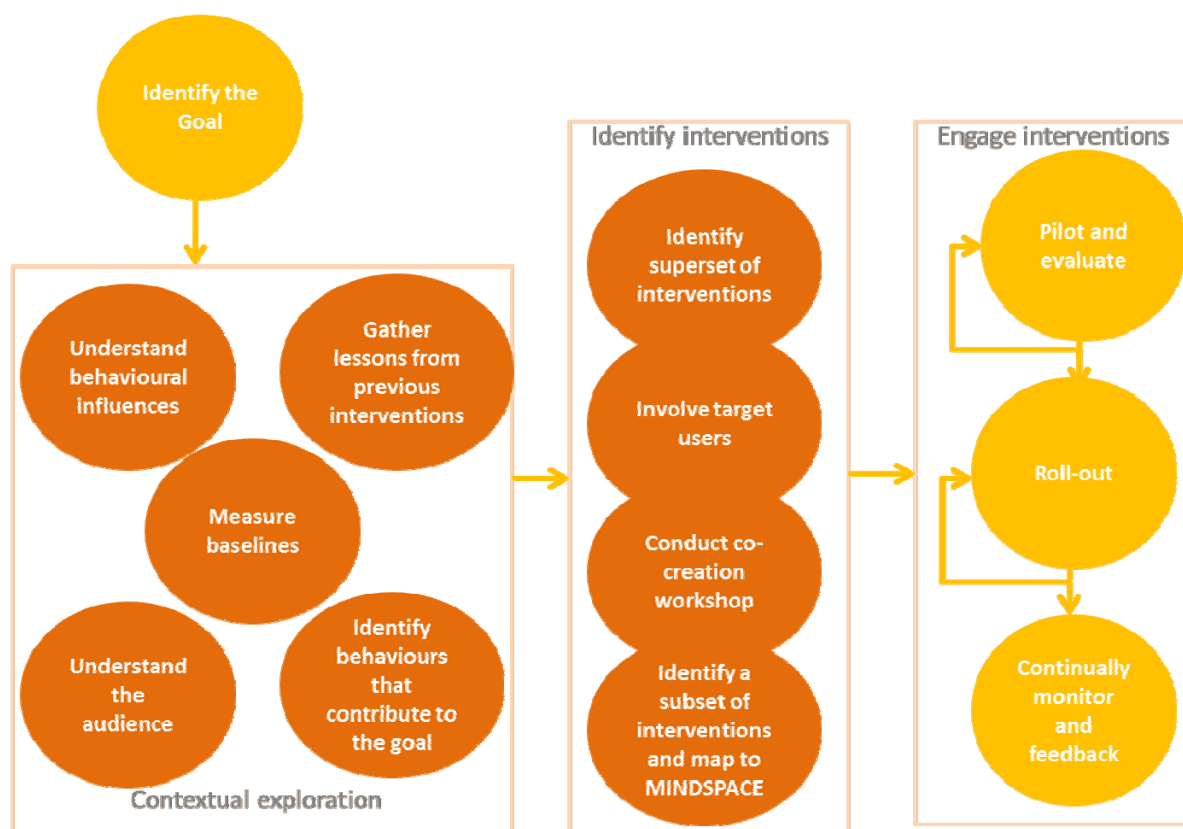 Identify the
Goal
Understand
behavioural
influences
Gather
lessons from
previous
interventions
Measure
baselines
Understand
the
audience
Identify
behaviours
that
contribute to
the goal
Contextual exploration
Identify interventions
Identify
superset of
interventions
Involve target
users
Conduct co-
creation
workshop
Identify a
subset of
interventions
and map to
MINDSPACE
Engage interventions
Pilot and
evaluate
Roll-out
Continually
monitor
and
feedback